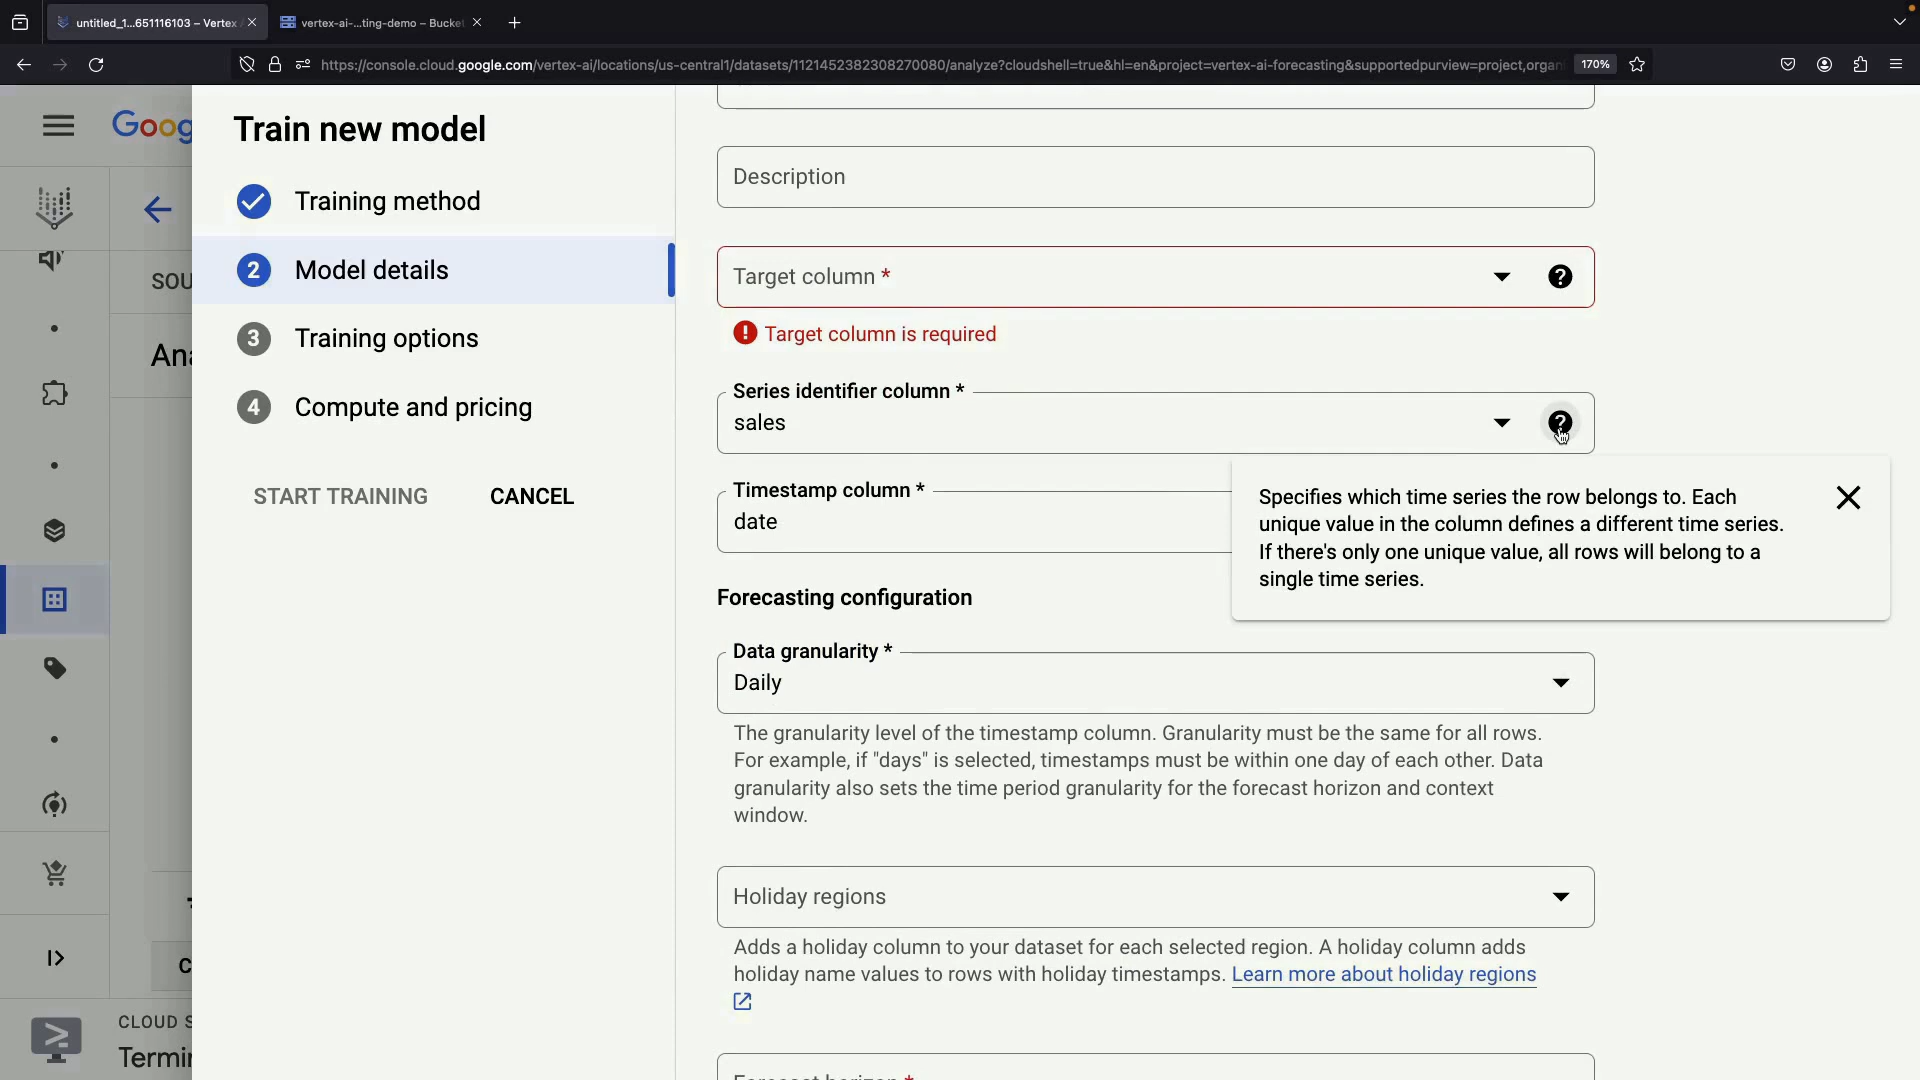 untitled_1...651116103 – Vertex
vertex-ai-...ting-demo – Bucket
https://console.cloud.google.com/vertex-ai/locations/us-central1/datasets/1121452382308270080/analyze?cloudshell=true&hl=en&project=vertex-ai-forecasting&supportedpurview=project,organ
170%
Goog
Train new model
Training method
2 Model details
3 Training options
4 Compute and pricing
START TRAINING CANCEL
SOU
Ana
CLOUD S
Termin
Description
Target column *
Target column is required
Series identifier column *
sales
Timestamp column *
date
Specifies which time series the row belongs to. Each
unique value in the column defines a different time series.
If there's only one unique value, all rows will belong to a
single time series.
Forecasting configuration
Data granularity *
Daily
The granularity level of the timestamp column. Granularity must be the same for all rows.
For example, if "days" is selected, timestamps must be within one day of each other. Data
granularity also sets the time period granularity for the forecast horizon and context
window.
Holiday regions
Adds a holiday column to your dataset for each selected region. A holiday column adds
holiday name values to rows with holiday timestamps. Learn more about holiday regions
Forecast horizon *